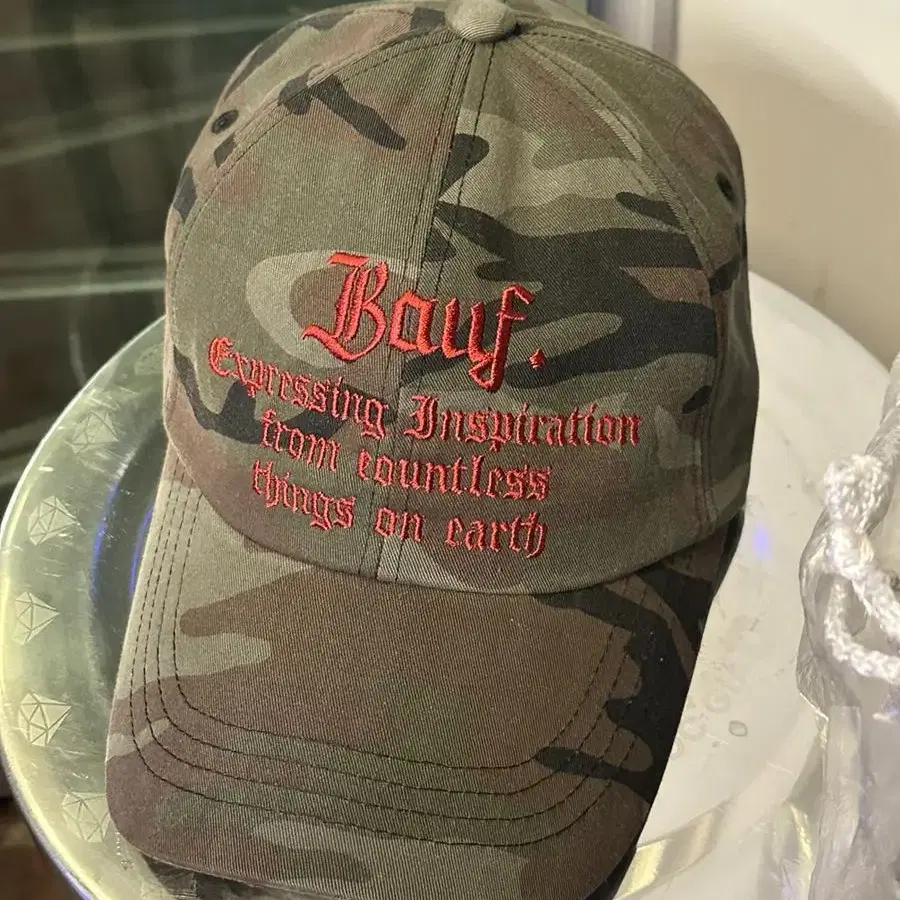 Bauf.
Expressing Inspiration
from countless
things on earth